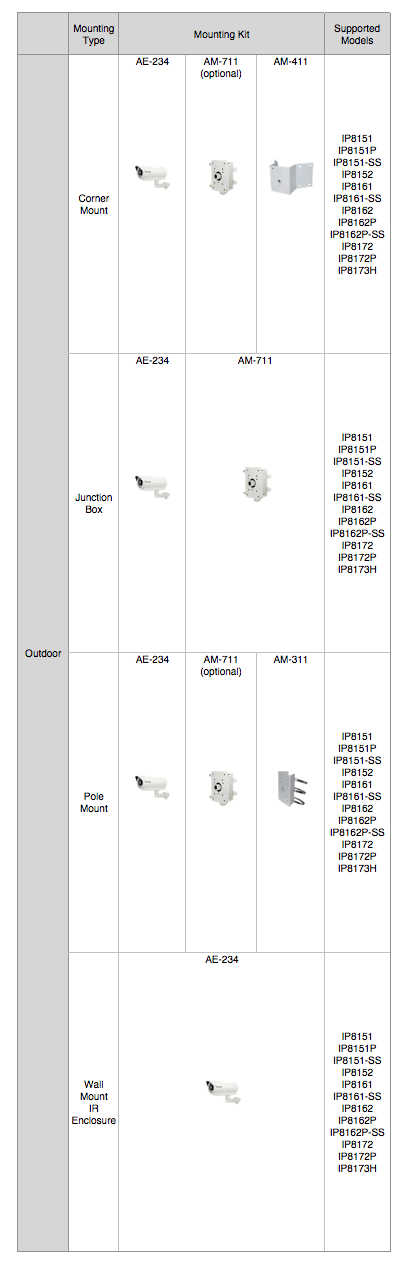 Mounting
Type
Mounting Kit
Supported
Models
Outdoor
Corner
Mount
AE-234
AM-711
(optional)
AM-411
IP8151
IP8151P
IP8151-SS
IP8152
IP8161
IP8161-SS
IP8162
IP8162P
IP8162P-SS
IP8172
IP8172P
IP8173H
Junction
Box
AE-234
AM-711
IP8151
IP8151P
IP8151-SS
IP8152
IP8161
IP8161-SS
IP8162
IP8162P
IP8162P-SS
IP8172
IP8172P
IP8173H
Pole
Mount
AE-234
AM-711
(optional)
AM-311
IP8151
IP8151P
IP8151-SS
IP8152
IP8161
IP8161-SS
IP8162
IP8162P
IP8162P-SS
IP8172
IP8172P
IP8173H
Wall
Mount
IR
Enclosure
AE-234
IP8151
IP8151P
IP8151-SS
IP8152
IP8161
IP8161-SS
IP8162
IP8162P
IP8162P-SS
IP8172
IP8172P
IP8173H